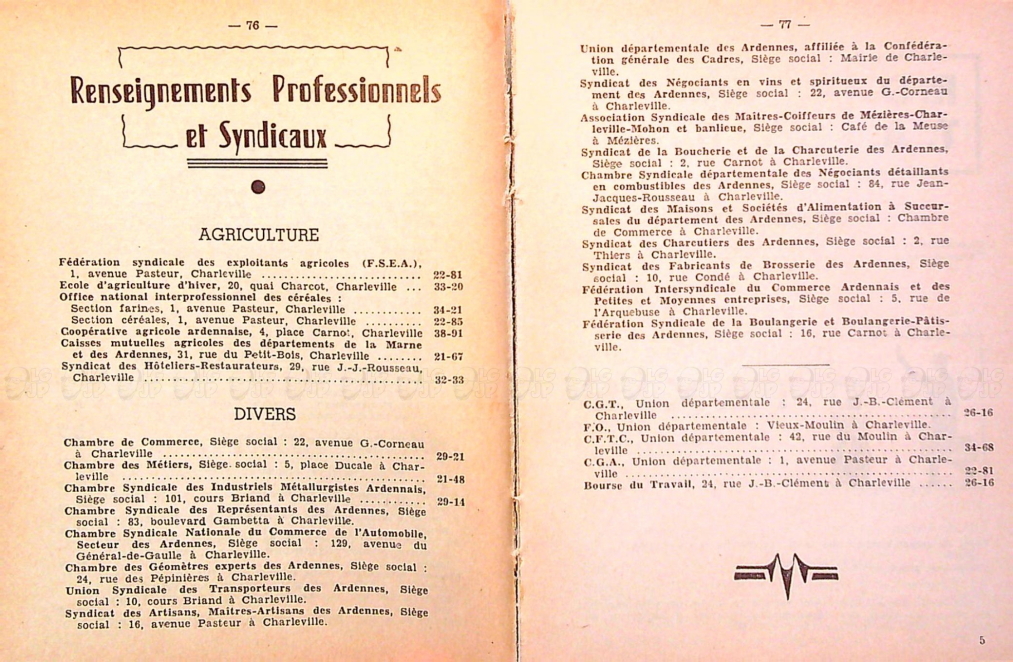 — 76 —
Renseignements Professionnels
et Syndicaux
AGRICULTURE
Fédération syndicale des exploitants agricoles (F.S.E.A.),
1, avenue Pasteur, Charleville .......................... 22-81
Ecole d'agriculture d'hiver, 20, quai Charcot, Charleville ... 33-20
Office national interprofessionnel des céréales :
Section farines, 1, avenue Pasteur, Charleville ............ 34-21
Section céréales, 1, avenue Pasteur, Charleville .......... 22-85
Coopérative agricole ardennaise, 4, place Carnot, Charleville 38-91
Caisses mutuelles agricoles des départements de la Marne
et des Ardennes, 31, rue du Petit-Bois, Charleville ........ 21-67
Syndicat des Hôteliers-Restaurateurs, 29, rue J.-J.-Rousseau,
Charleville ................................................ 32-33
DIVERS
Chambre de Commerce, Siège social : 22, avenue G.-Corneau
à Charleville .............................................. 29-21
Chambre des Métiers, Siège social : 5, place Ducale à Char-
leville ..................................................... 21-48
Chambre Syndicale des Industriels Métallurgistes Ardennais,
Siège social : 101, cours Briand à Charleville ............ 29-14
Chambre Syndicale des Représentants des Ardennes, Siège
social : 83, boulevard Gambetta à Charleville.
Chambre Syndicale Nationale du Commerce de l'Automobile,
Secteur des Ardennes, Siège social : 129, avenue du
Général-de-Gaulle à Charleville.
Chambre des Géomètres experts des Ardennes, Siège social :
24, rue des Pépinières à Charleville.
Union Syndicale des Transporteurs des Ardennes, Siège
social : 10, cours Briand à Charleville.
Syndicat des Artisans, Maitres-Artisans des Ardennes, Siège
social : 16, avenue Pasteur à Charleville.
— 77 —
Union départementale des Ardennes, affiliée à la Confédéra-
tion générale des Cadres, Siège social : Mairie de Charle-
ville.
Syndicat des Négociants en vins et spiritueux du départe-
ment des Ardennes, Siège social : 22, avenue G.-Corneau
à Charleville.
Association Syndicale des Maitres-Coiffeurs de Mézières-Char-
leville-Mohon et banlieue, Siège social : Café de la Meuse
à Mézières.
Syndicat de la Boucherie et de la Charcuterie des Ardennes,
Siège social : 2, rue Carnot à Charleville.
Chambre Syndicale départementale des Négociants détaillants
en combustibles des Ardennes, Siège social : 84, rue Jean-
Jacques-Rousseau à Charleville.
Syndicat des Maisons et Sociétés d'Alimentation à Succur-
sales du département des Ardennes, Siège social : Chambre
de Commerce à Charleville.
Syndicat des Charcutiers des Ardennes, Siège social : 2, rue
Thiers à Charleville.
Syndicat des Fabricants de Brosserie des Ardennes, Siège
social : 10, rue Condé à Charleville.
Fédération Intersyndicale du Commerce Ardennais et des
Petites et Moyennes entreprises, Siège social : 5, rue de
l'Arquebuse à Charleville.
Fédération Syndicale de la Boulangerie et Boulangerie-Pâtis-
serie des Ardennes, Siège social : 16, rue Carnot à Charle-
ville.
C.G.T., Union départementale : 24, rue J.-B.-Clément à
Charleville ................................................ 26-16
F.O., Union départementale : Vieux-Moulin à Charleville.
C.F.T.C., Union départementale : 42, rue du Moulin à Char-
leville ..................................................... 34-68
C.G.A., Union départementale : 1, avenue Pasteur à Charle-
ville ....................................................... 22-81
Bourse du Travail, 24, rue J.-B.-Clément à Charleville ...... 26-16
5